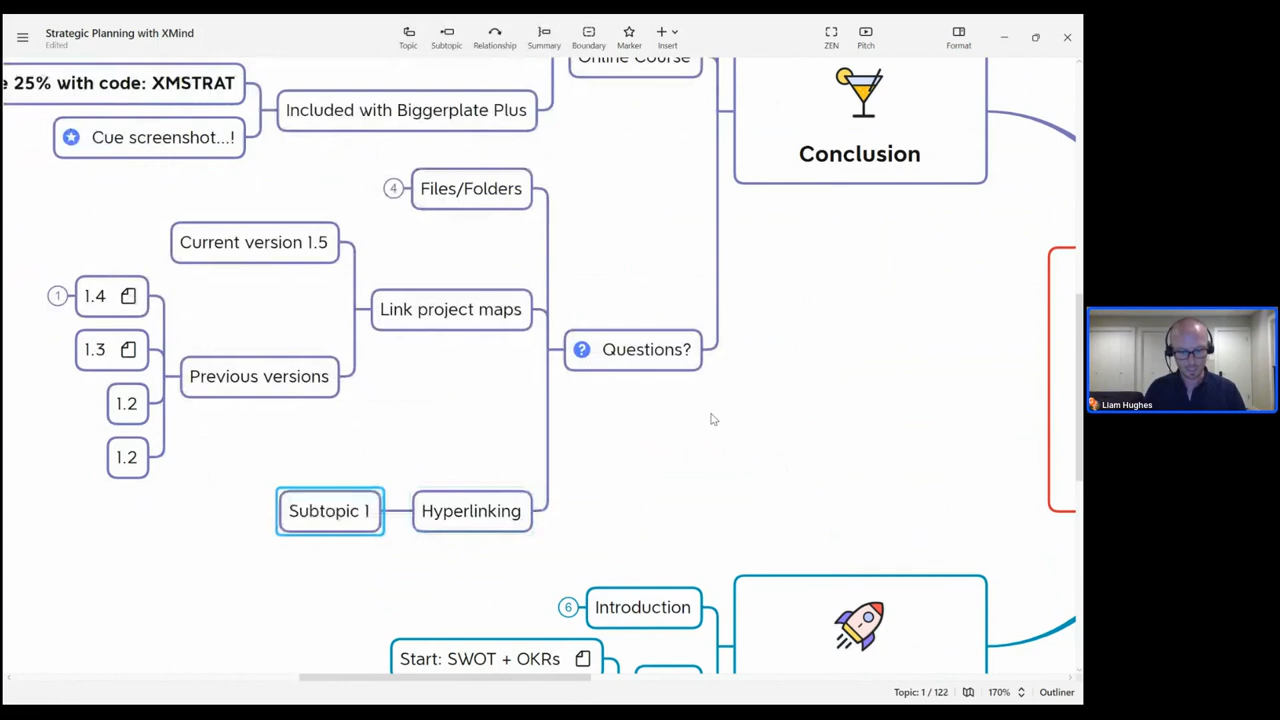 Strategic Planning with XMind
Edited
Topic
Subtopic
Relationship
Summary
Boundary
Marker
Insert
ZEN
Pitch
Format
e 25% with code: XMSTRAT
Online Course
Included with Biggerplate Plus
Cue screenshot...!
Conclusion
4
Files/Folders
Current version 1.5
1
1.4
Link project maps
1.3
Questions?
Previous versions
1.2
1.2
Subtopic 1
Hyperlinking
6
Introduction
Start: SWOT + OKRs
Liam Hughes
Topic: 1 / 122
170%
Outliner